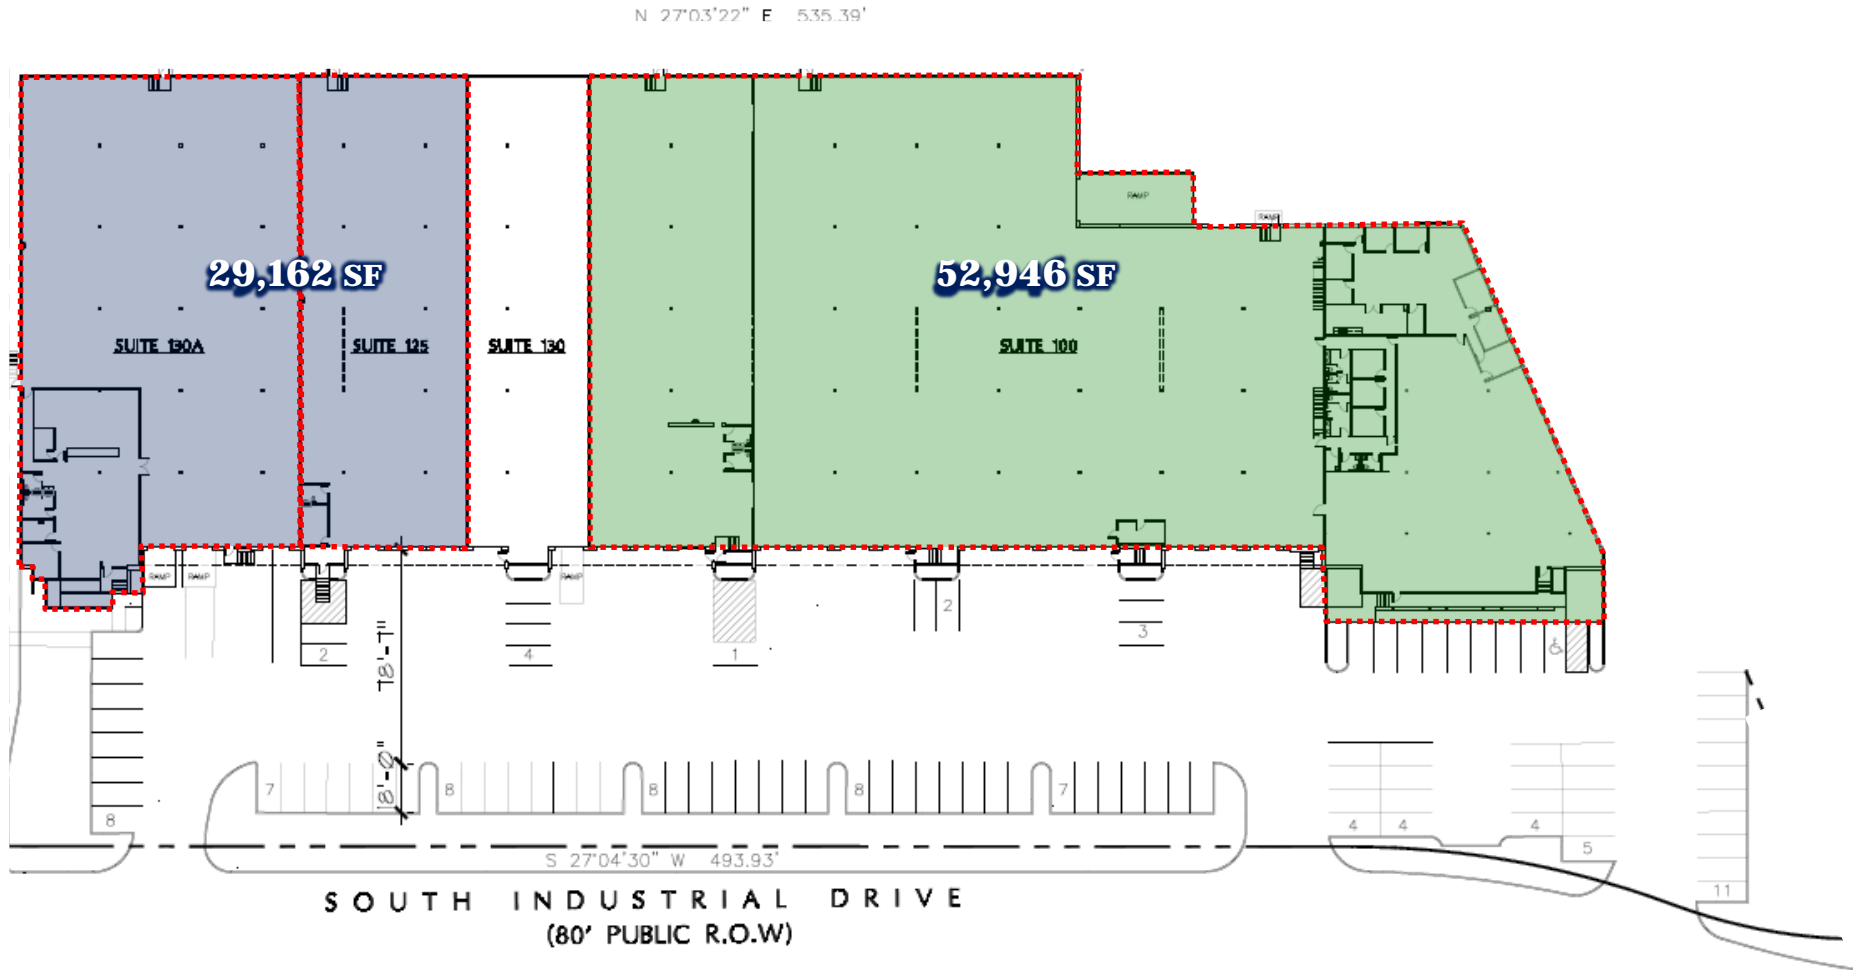 N 27°03'22" E 535.39'
RAMP
RAMP
29,162 SF
52,946 SF
SUITE 130A
SUITE 125
SUITE 130
SUITE 100
RAMP
RAMP
RAMP
2
4
1
2
3
18'-1"
18'-0"
7
8
8
8
7
8
4
4
4
5
11
S 27°04'30" W 493.93'
SOUTH INDUSTRIAL DRIVE
(80' PUBLIC R.O.W)